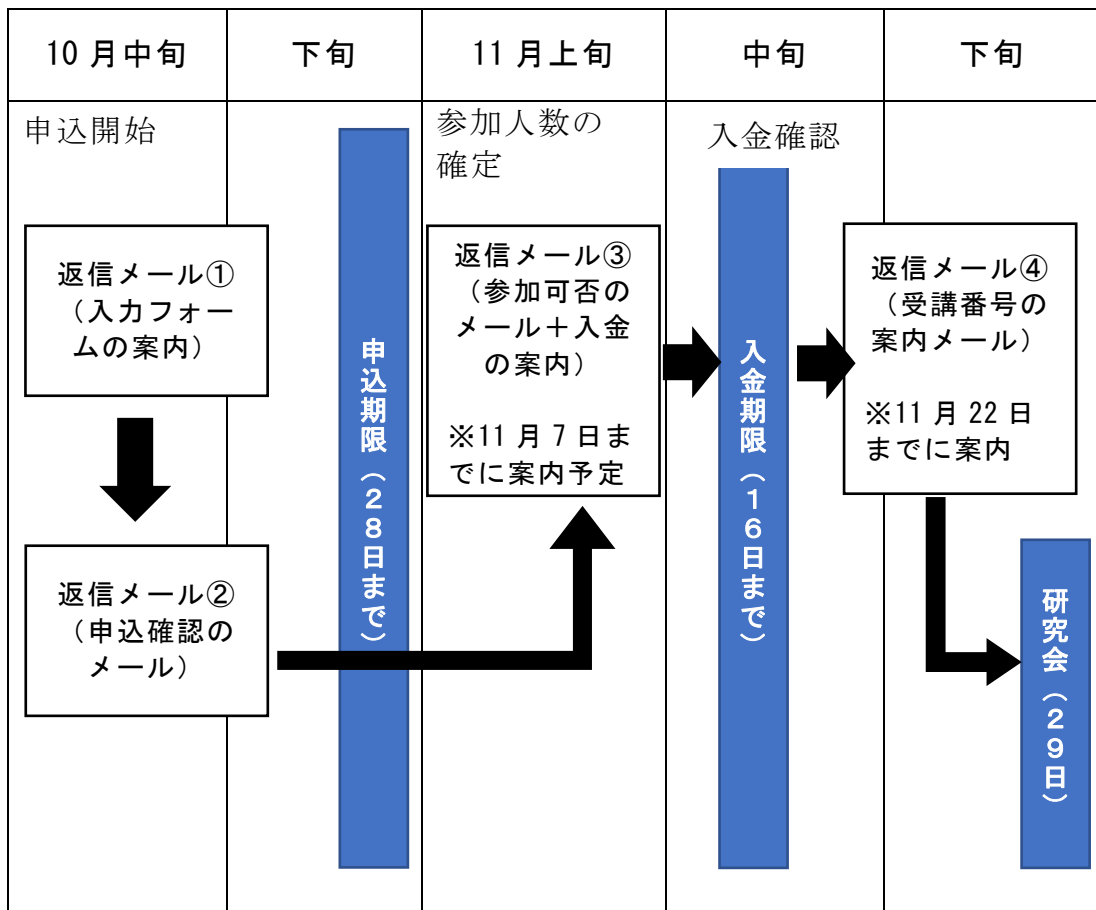 10月中旬
下旬
11月上旬
中旬
下旬
申込開始
参加人数の
確定
入金確認
返信メール①
（入力フォー
ムの案内）
返信メール②
（申込確認の
メール）
申込期限（２８日まで）
返信メール③
（参加可否の
メール＋入金
の案内）
※11月7日ま
でに案内予定
入金期限（１６日まで）
返信メール④
（受講番号の
案内メール）
※11月22日
までに案内
研究会（２９日）